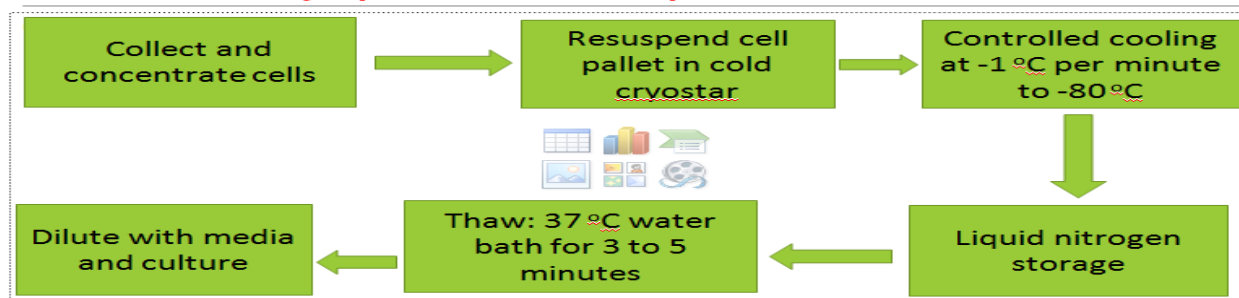 Collect and
concentrate cells
Resuspend cell
pallet in cold
cryostar
Controlled cooling
at -1 ºC per minute
to -80 ºC
Liquid nitrogen
storage
Thaw: 37 ºC water
bath for 3 to 5
minutes
Dilute with media
and culture